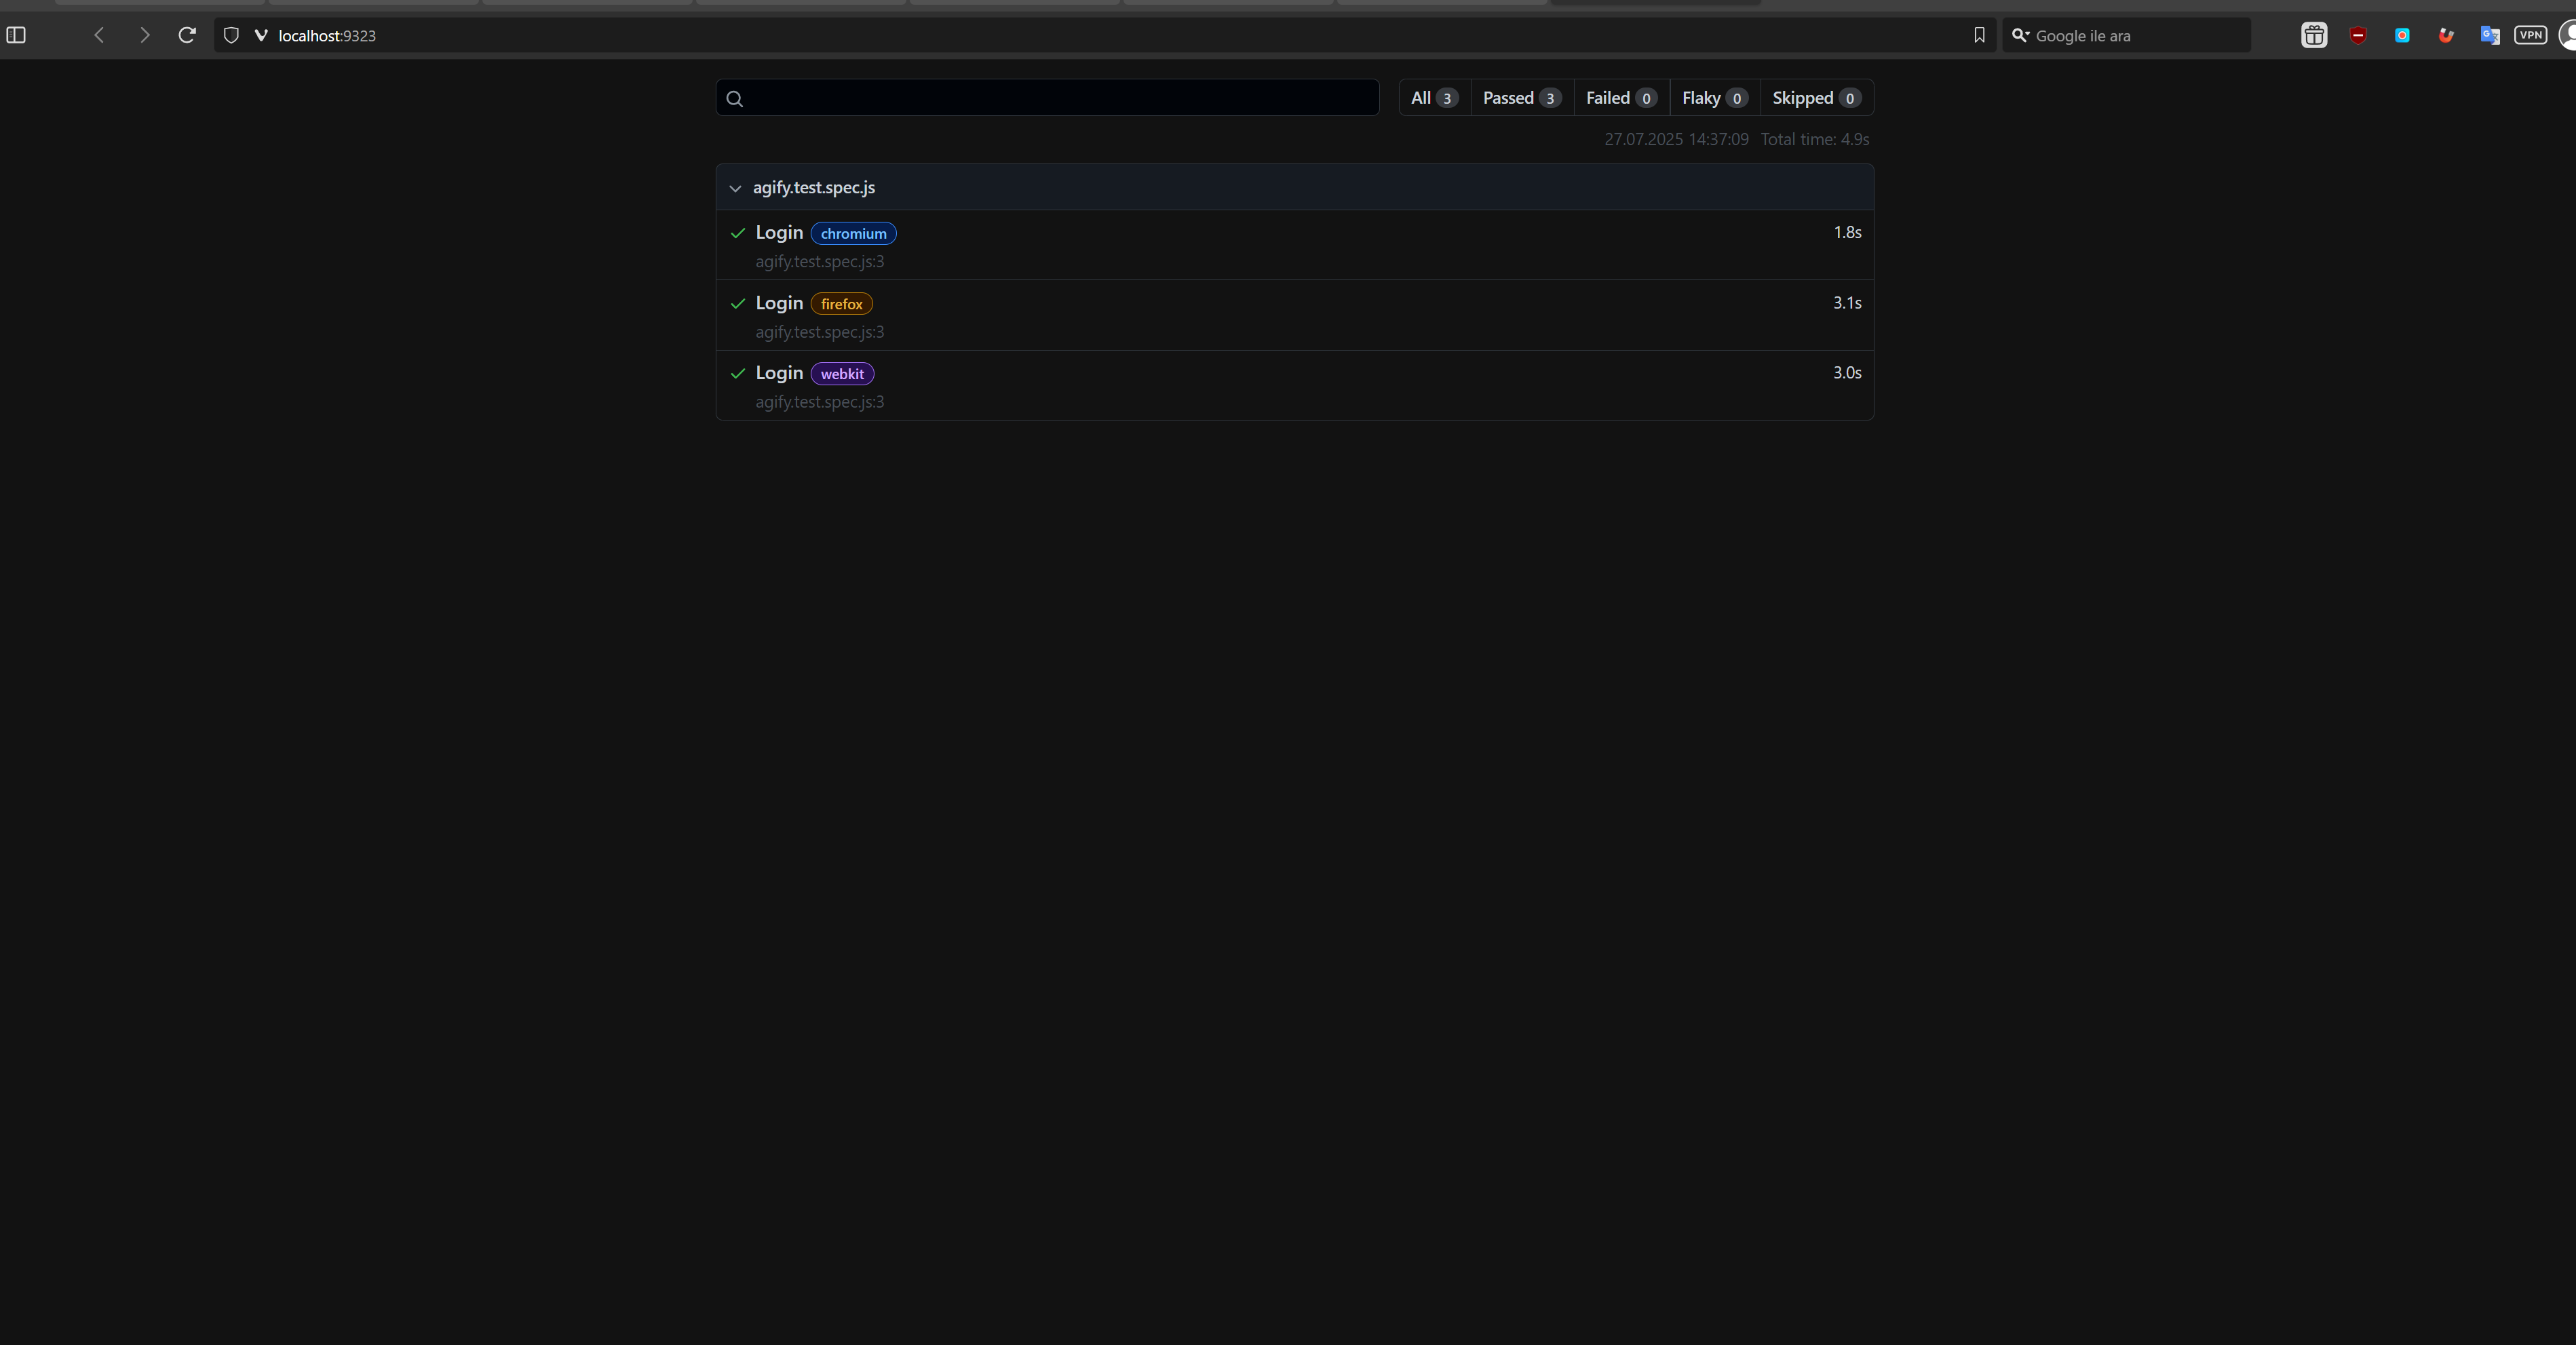 localhost:9323
Google ile ara
VPN
All 3 Passed 3 Failed 0 Flaky 0 Skipped 0
27.07.2025 14:37:09 Total time: 4.9s
agify.test.spec.js
Login chromium 1.8s
agify.test.spec.js:3
Login firefox 3.1s
agify.test.spec.js:3
Login webkit 3.0s
agify.test.spec.js:3